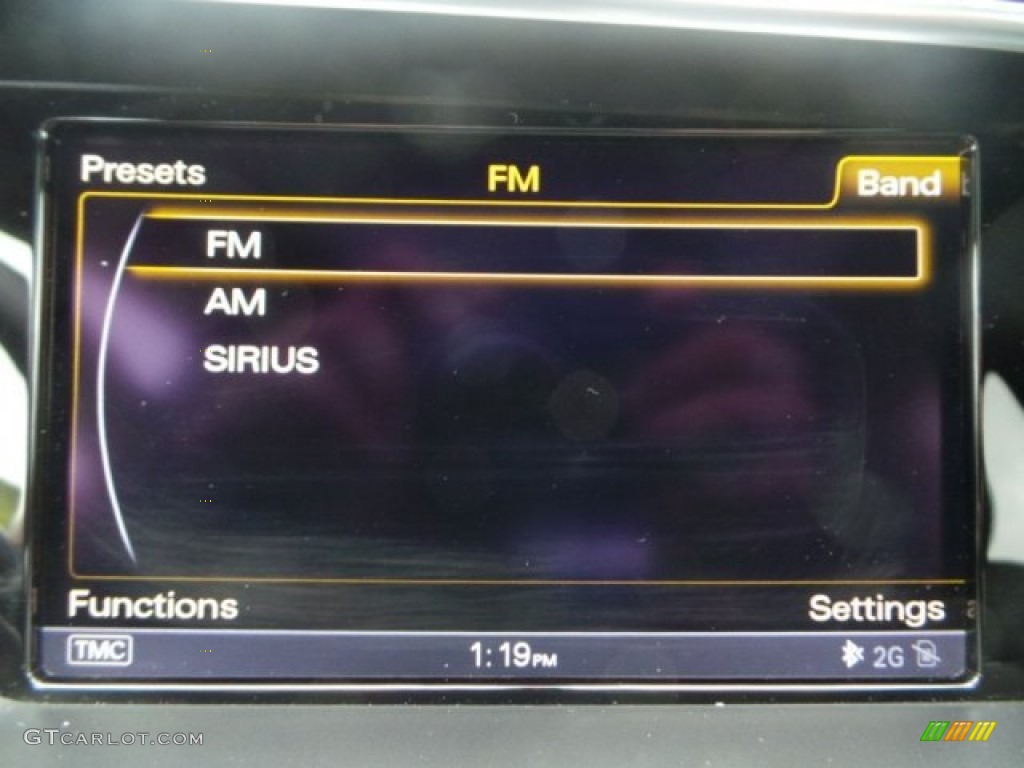 Presets FM Band
FM
AM
SIRIUS
Functions Settings
TMC 1:19PM 2G
GTCARLOT.COM